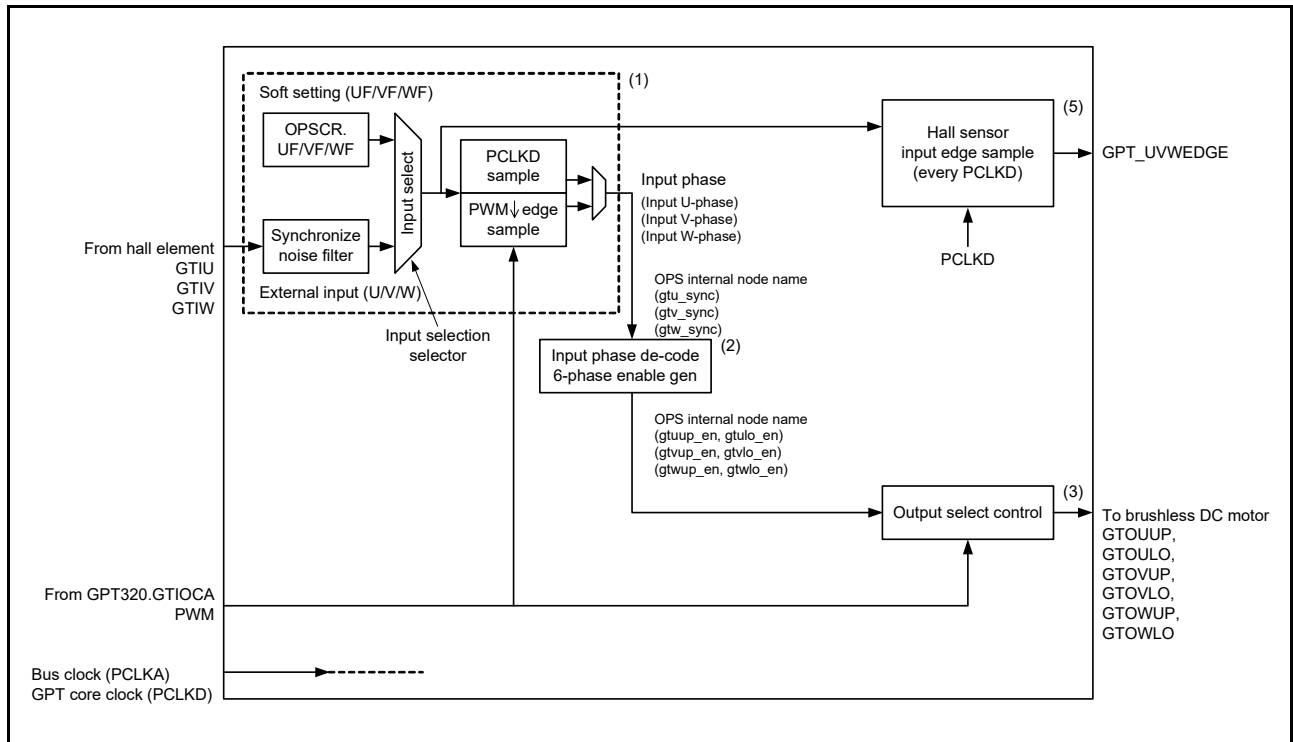 Soft setting (UF/VF/WF)
(1)
OPSCR.
UF/VF/WF
Input select
PCLKD
sample
PWM↓edge
sample
Synchronize
noise filter
External input (U/V/W)
From hall element
GTIU
GTIV
GTIW
Input selection
selector
Input phase
(Input U-phase)
(Input V-phase)
(Input W-phase)
OPS internal node name
(gtu_sync)
(gtv_sync)
(gtw_sync)
Input phase de-code
6-phase enable gen
(2)
OPS internal node name
(gtuup_en, gtulo_en)
(gtvup_en, gtvlo_en)
(gtwup_en, gtwlo_en)
Hall sensor
input edge sample
(every PCLKD)
(5)
GPT_UVWEDGE
PCLKD
Output select control
(3)
To brushless DC motor
GTOUUP,
GTOULO,
GTOVUP,
GTOVLO,
GTOWUP,
GTOWLO
From GPT320.GTIOCA
PWM
Bus clock (PCLKA)
GPT core clock (PCLKD)